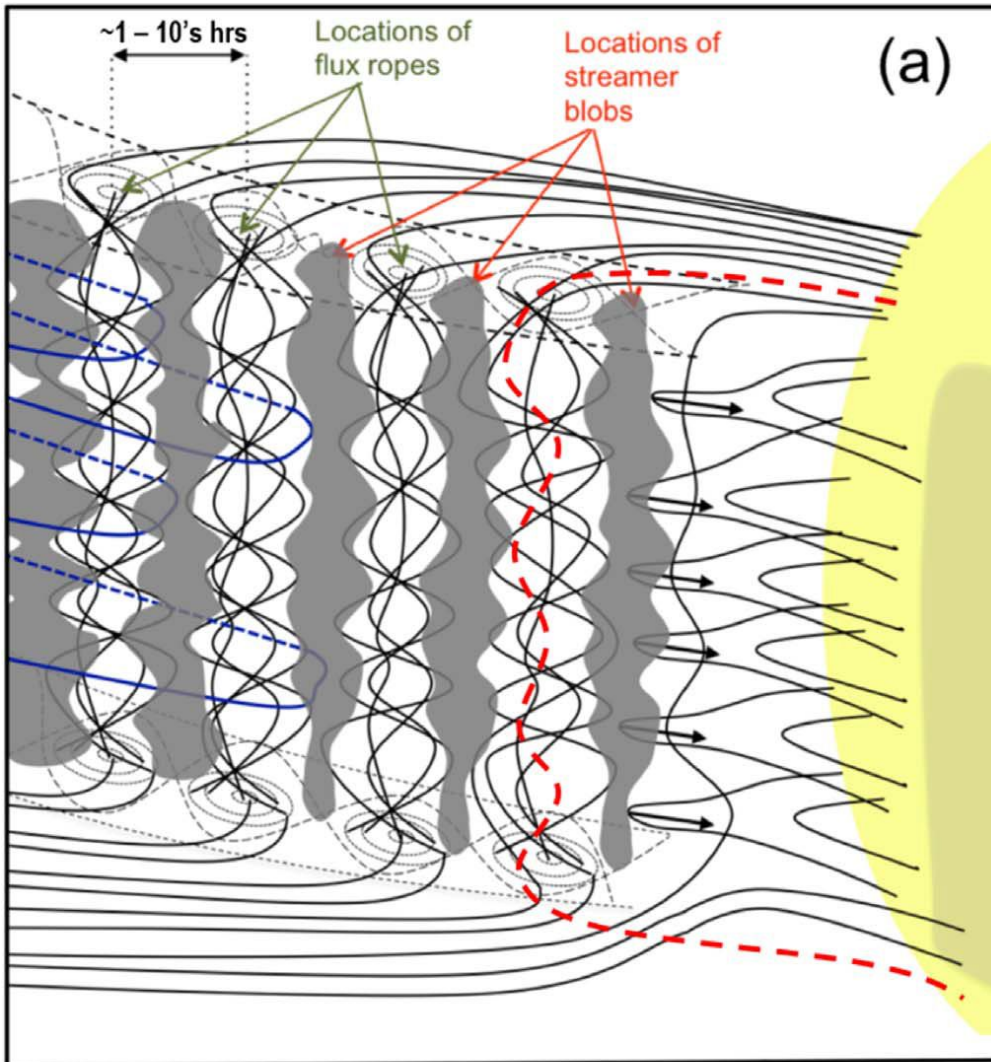 ~1 – 10's hrs
Locations of
flux ropes
Locations of
streamer
blobs
(a)